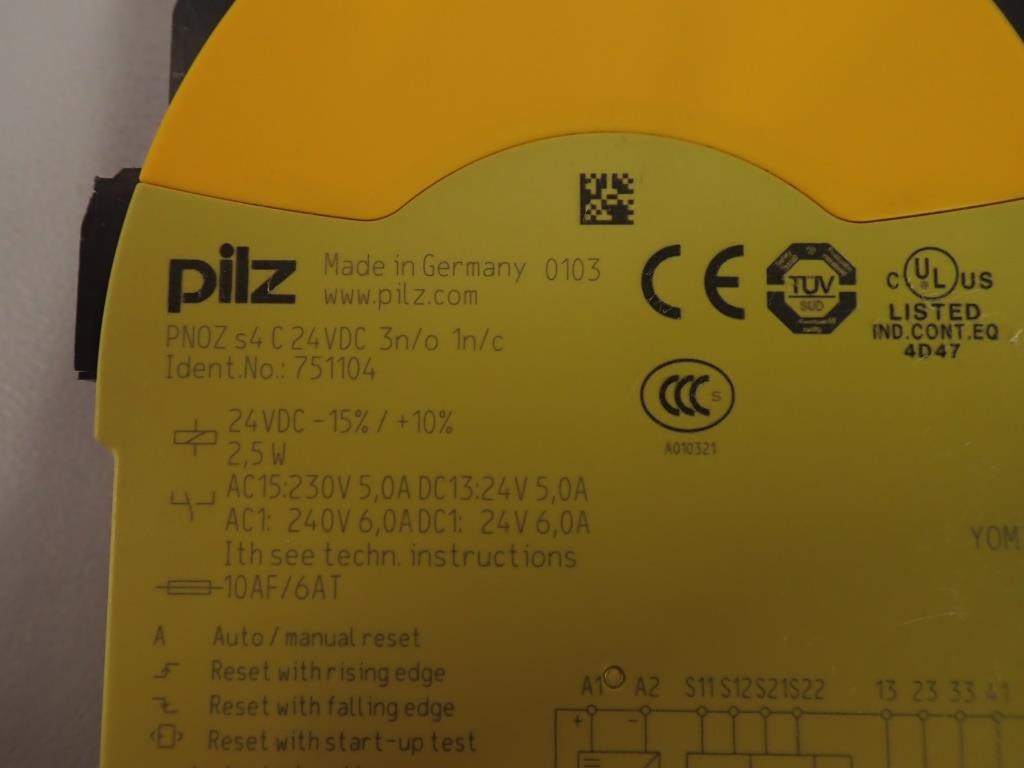 pilz Made in Germany 0103
www.pilz.com
PNOZ s4 C 24VDC 3n/o 1n/c
Ident.No.: 751104
CE
TÜV
SÜD
C UL US
LISTED
IND.CONT.EQ
4D47
CCC S
A010321
24VDC -15% / +10%
2,5 W
AC15:230V 5,0A DC13:24V 5,0A
AC1: 240V 6,0A DC1: 24V 6,0A
Ith see techn. instructions
10AF/6AT
YOM
A Auto / manual reset
Reset with rising edge
Reset with falling edge
Reset with start-up test
A1 A2 S11 S12 S21 S22 13 23 33 41
+ -